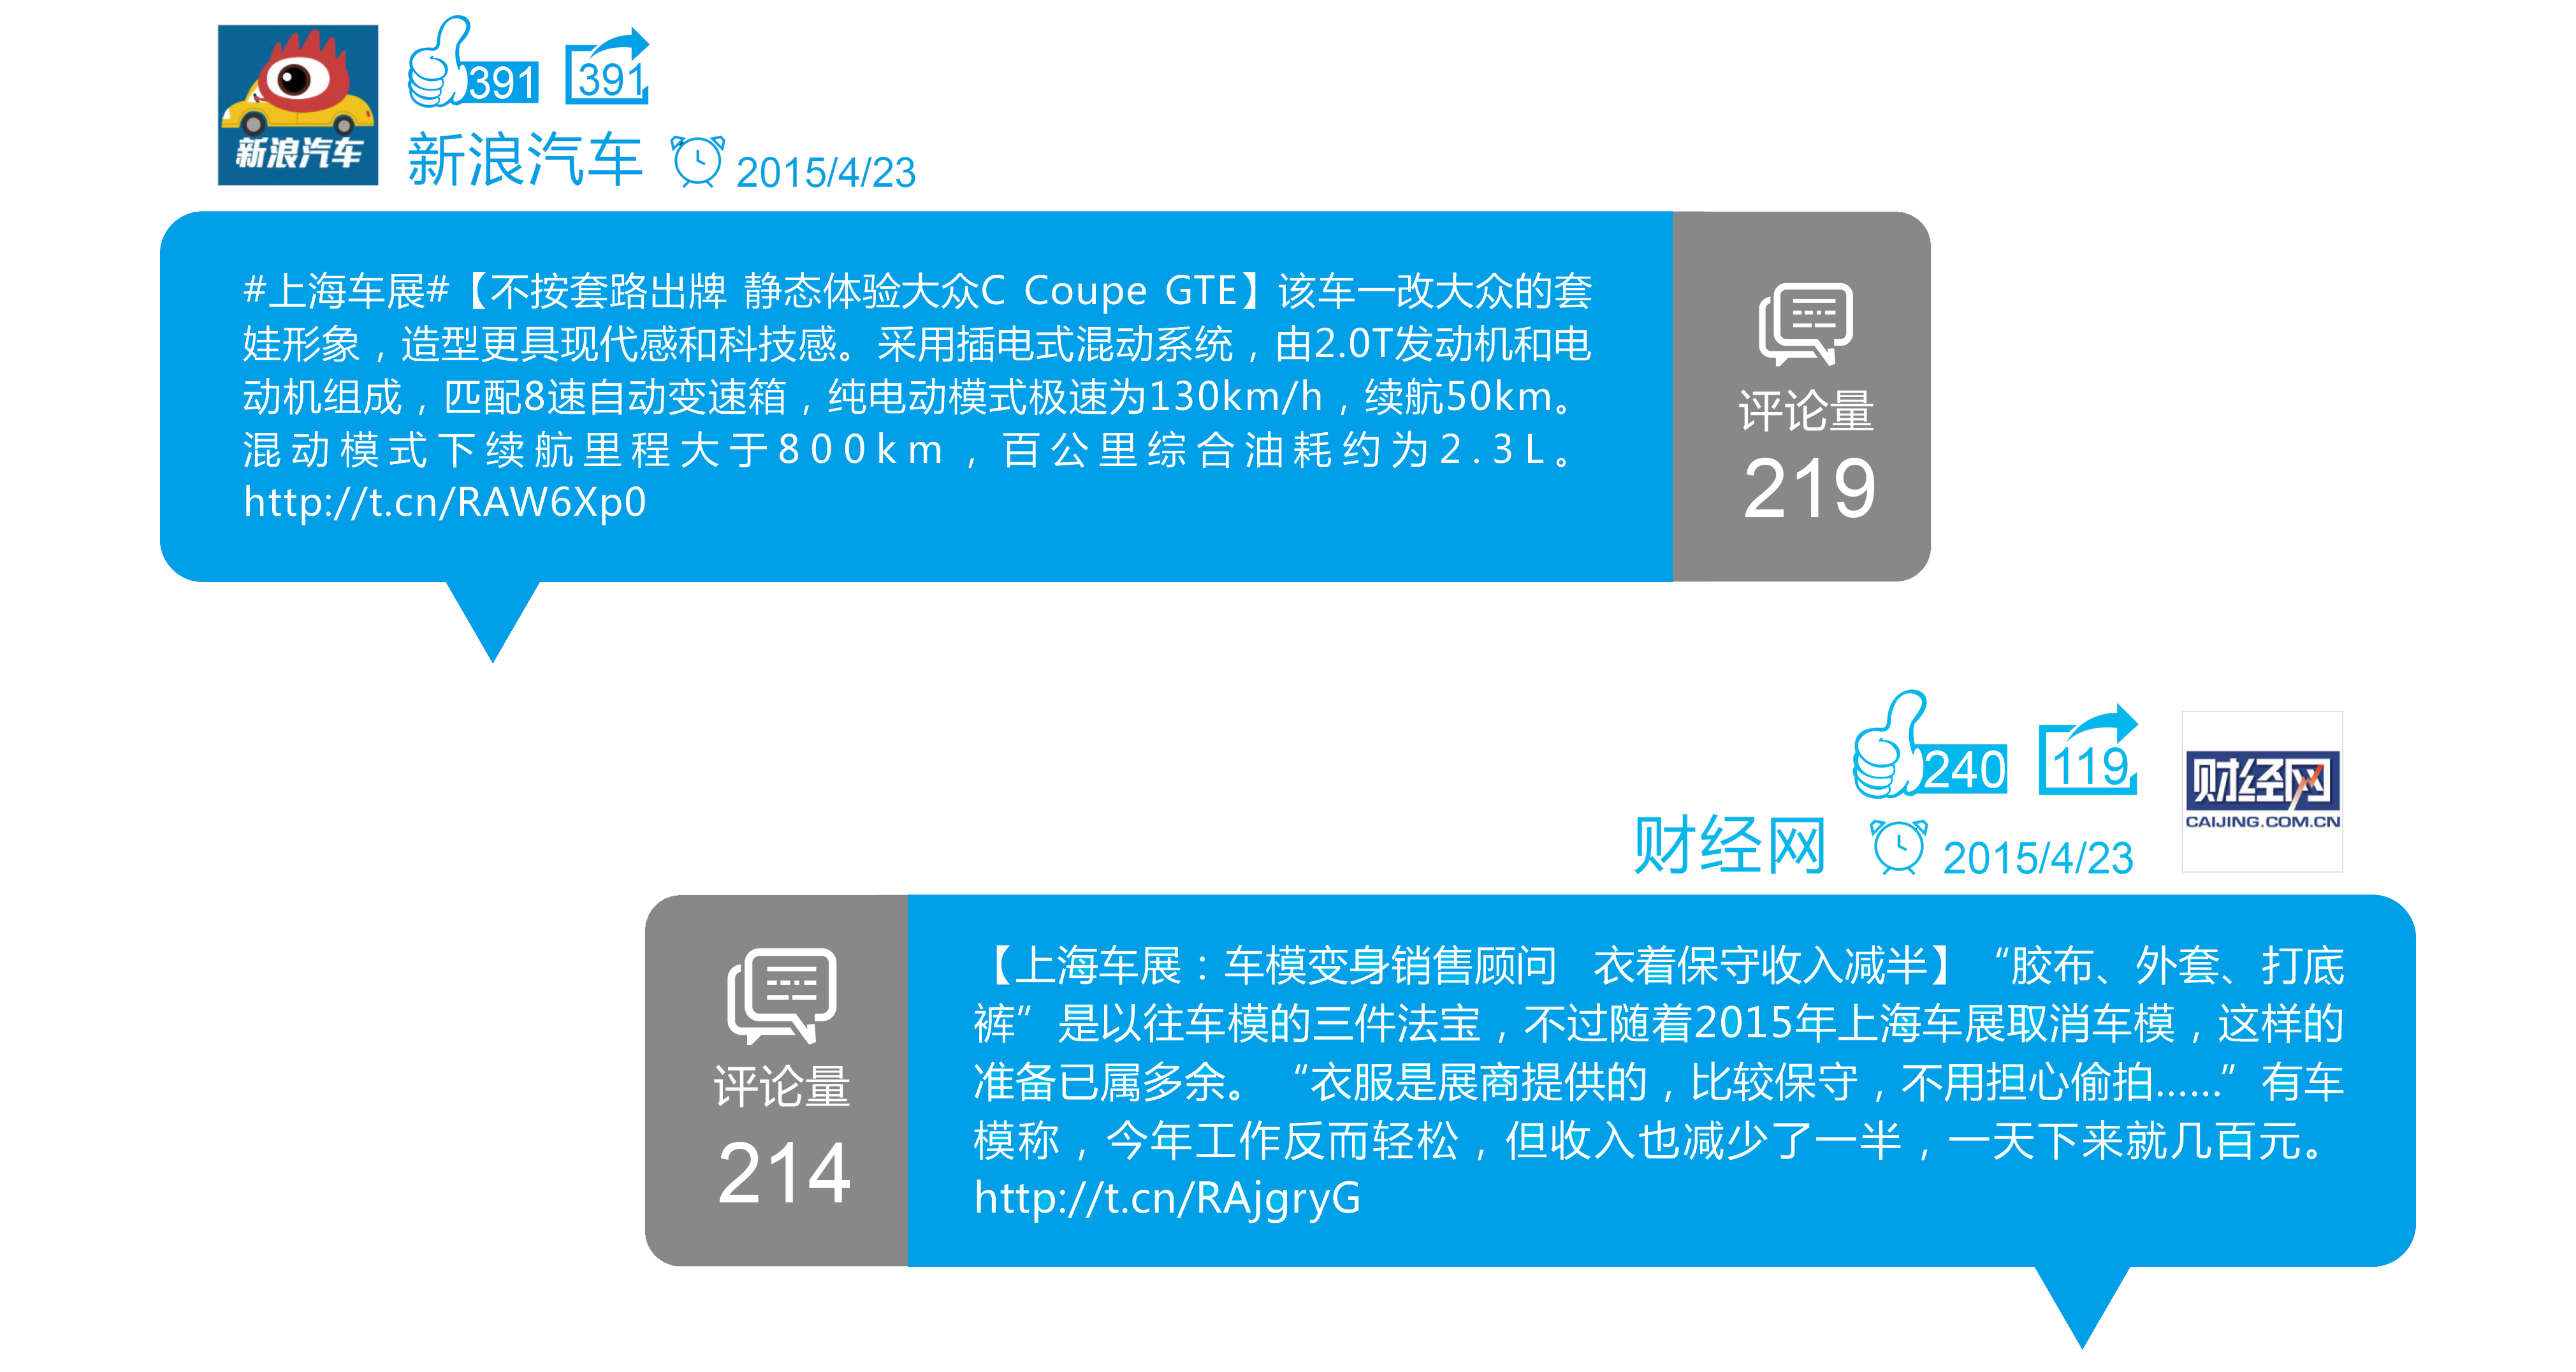 391
391
新浪汽车
新浪汽车
2015/4/23
#上海车展#【不按套路出牌 静态体验大众C Coupe GTE】该车一改大众的套
娃形象，造型更具现代感和科技感。采用插电式混动系统，由2.0T发动机和电
动机组成，匹配8速自动变速箱，纯电动模式极速为130km/h，续航50km。
混动模式下续航里程大于800km，百公里综合油耗约为2.3L。
http://t.cn/RAW6Xp0
评论量
219
240
119
财经网
CAIJING.COM.CN
财经网
2015/4/23
评论量
214
【上海车展：车模变身销售顾问 衣着保守收入减半】“胶布、外套、打底
裤”是以往车模的三件法宝，不过随着2015年上海车展取消车模，这样的
准备已属多余。“衣服是展商提供的，比较保守，不用担心偷拍……”有车
模称，今年工作反而轻松，但收入也减少了一半，一天下来就几百元。
http://t.cn/RAjgryG